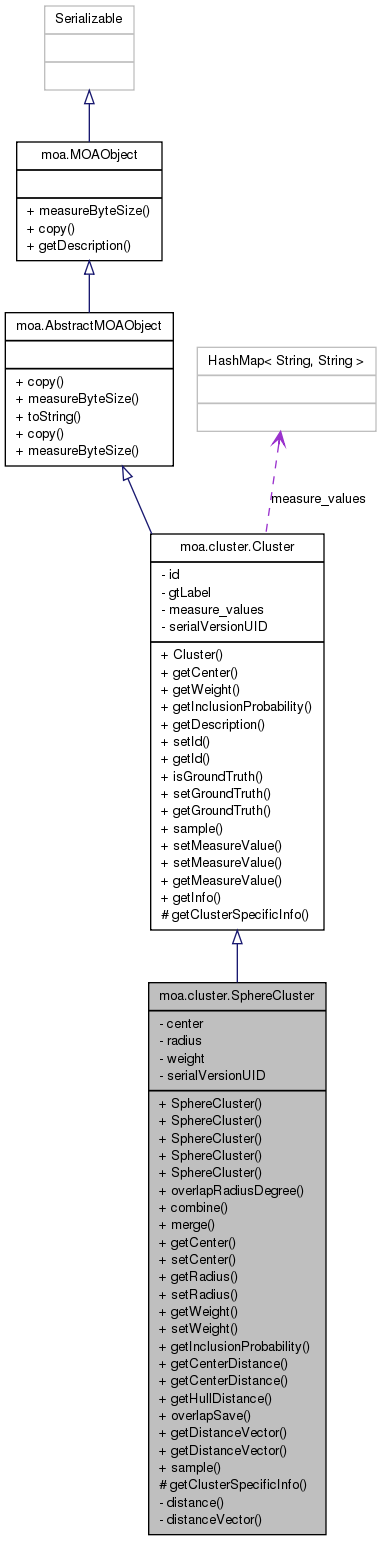 Serializable
moa.MOAObject
+ measureByteSize()
+ copy()
+ getDescription()
moa.AbstractMOAObject
+ copy()
+ measureByteSize()
+ toString()
+ copy()
+ measureByteSize()
HashMap< String, String >
measure_values
moa.cluster.Cluster
- id
- gtLabel
- measure_values
- serialVersionUID
+ Cluster()
+ getCenter()
+ getWeight()
+ getInclusionProbability()
+ getDescription()
+ setId()
+ getId()
+ isGroundTruth()
+ setGroundTruth()
+ getGroundTruth()
+ sample()
+ setMeasureValue()
+ setMeasureValue()
+ getMeasureValue()
+ getInfo()
# getClusterSpecificInfo()
moa.cluster.SphereCluster
- center
- radius
- weight
- serialVersionUID
+ SphereCluster()
+ SphereCluster()
+ SphereCluster()
+ SphereCluster()
+ SphereCluster()
+ overlapRadiusDegree()
+ combine()
+ merge()
+ getCenter()
+ setCenter()
+ getRadius()
+ setRadius()
+ getWeight()
+ setWeight()
+ getInclusionProbability()
+ getCenterDistance()
+ getCenterDistance()
+ getHullDistance()
+ overlapSave()
+ getDistanceVector()
+ getDistanceVector()
+ sample()
# getClusterSpecificInfo()
- distance()
- distanceVector()